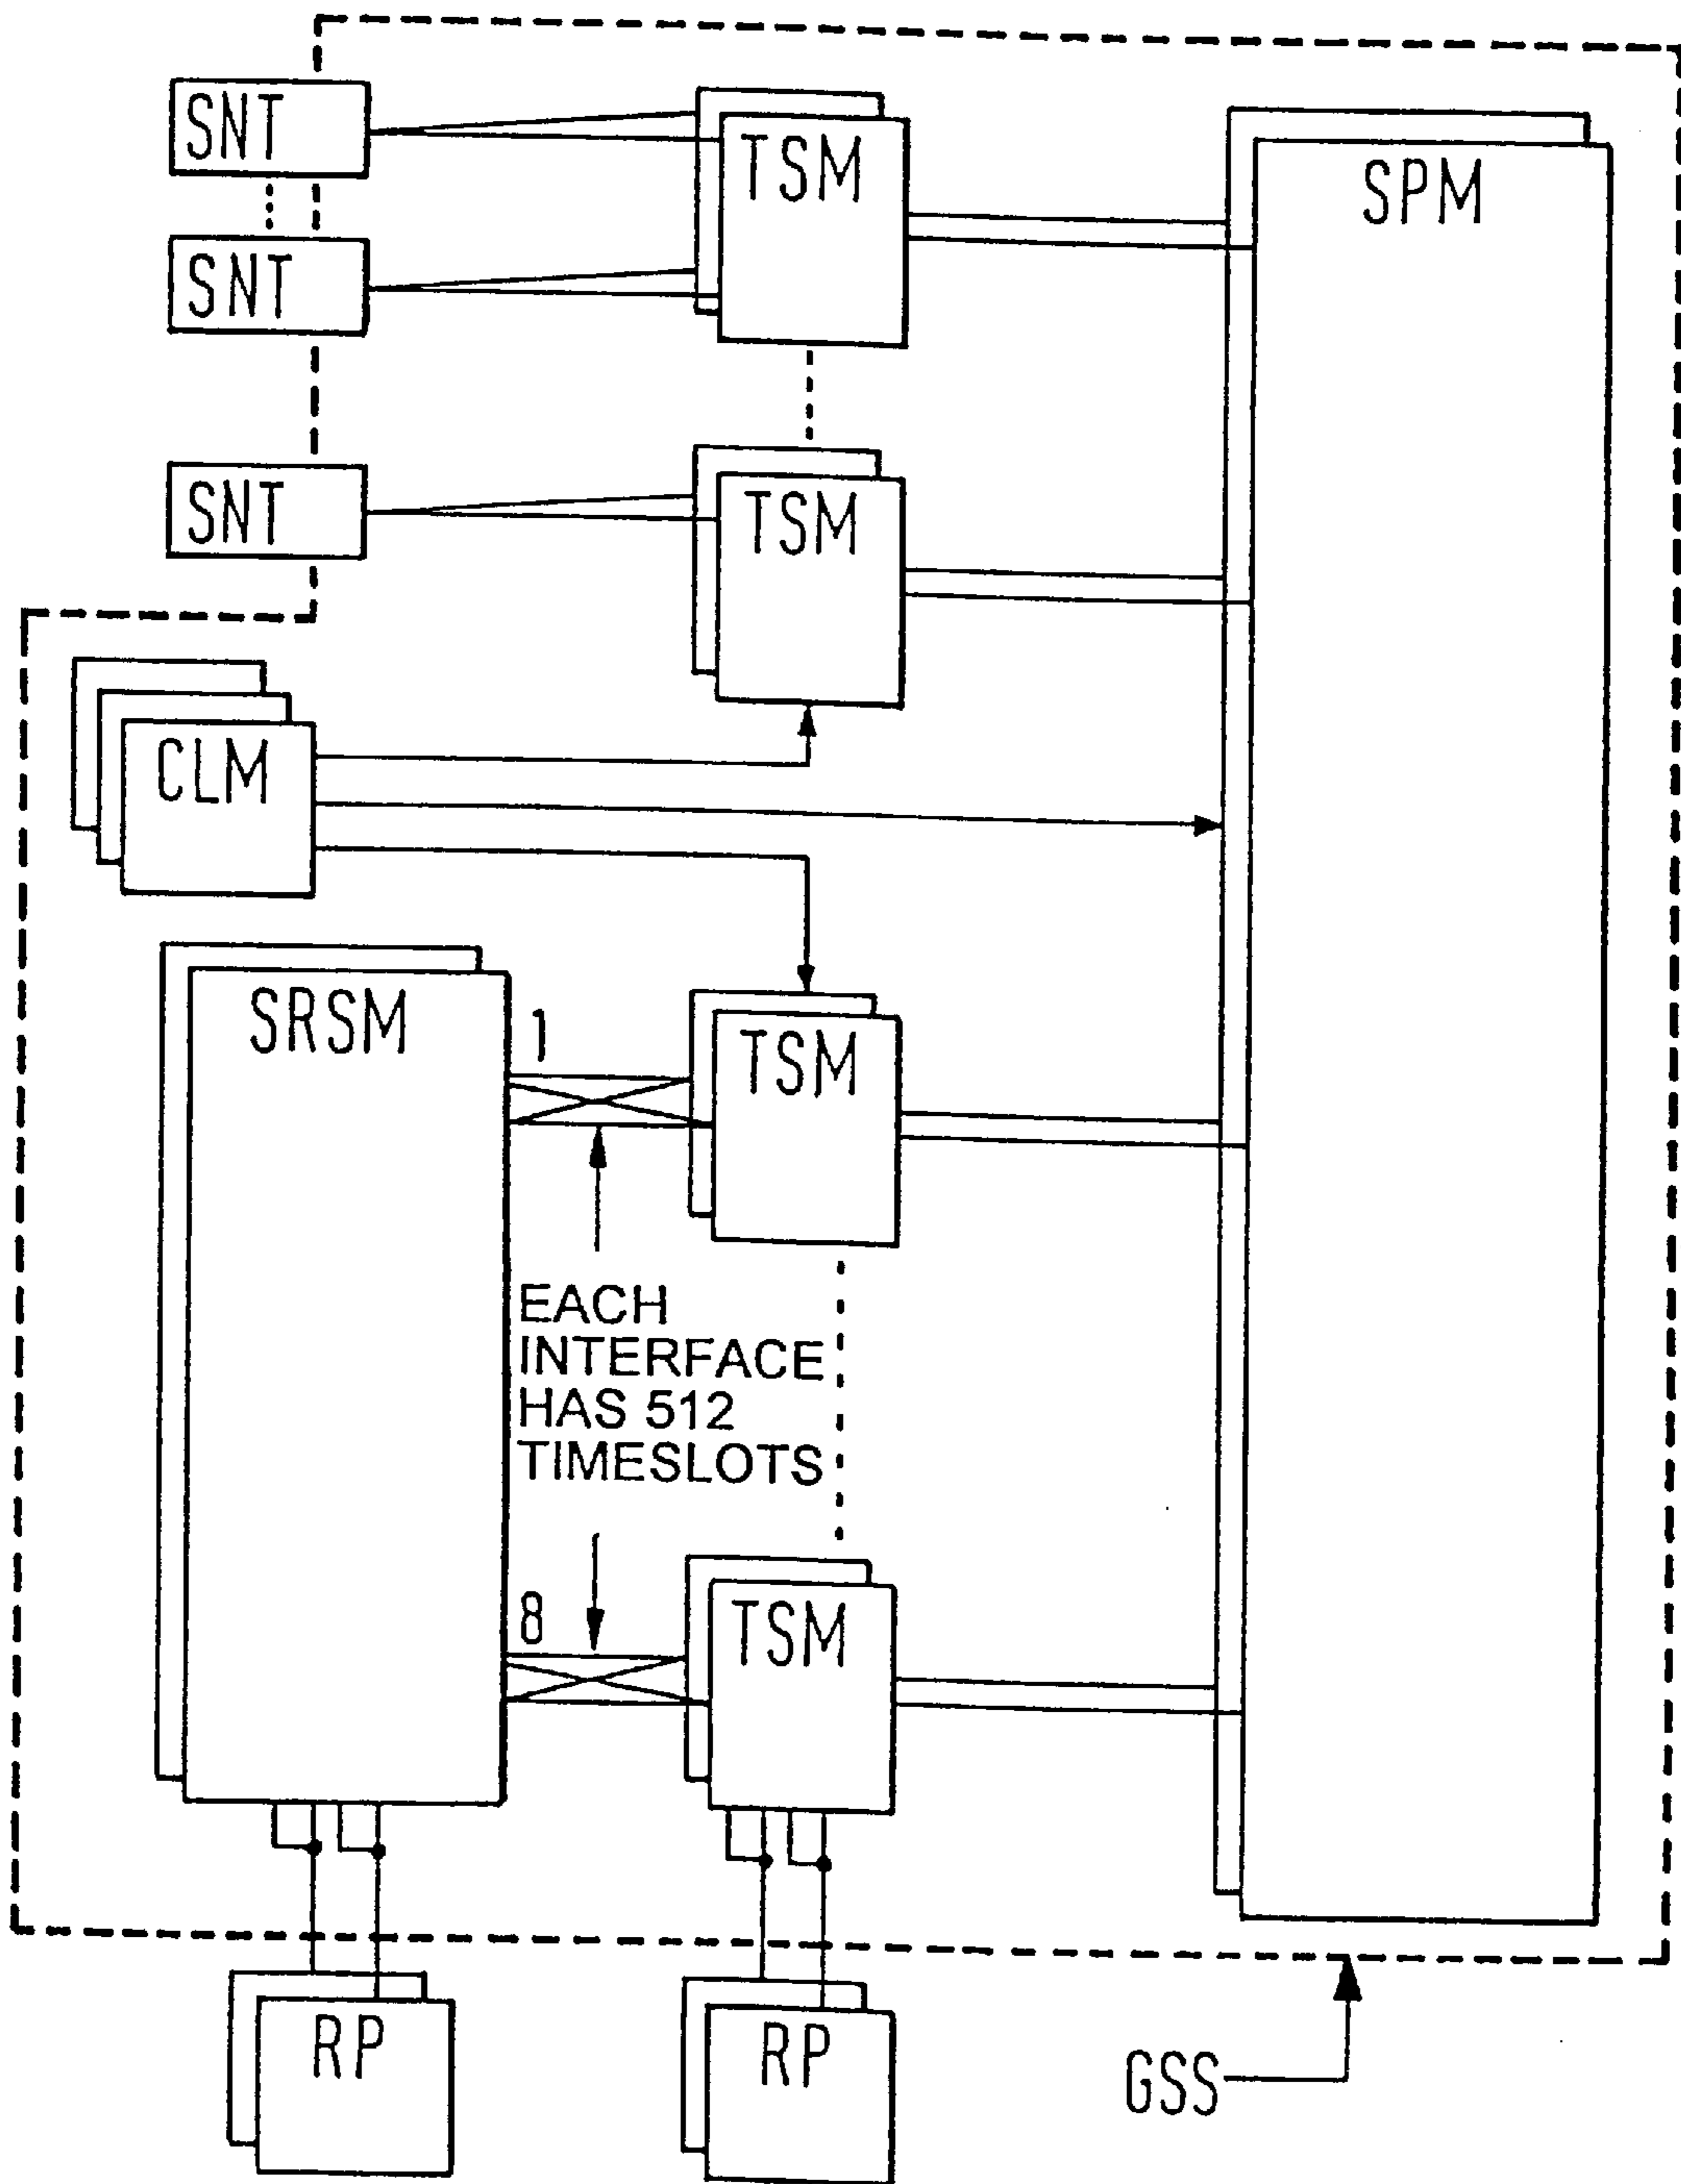 SNT
TSM
SPM
SNT
SNT
TSM
CLM
SRSM
1
TSM
EACH
INTERFACE
HAS 512
TIMESLOTS
8
TSM
RP
RP
GSS